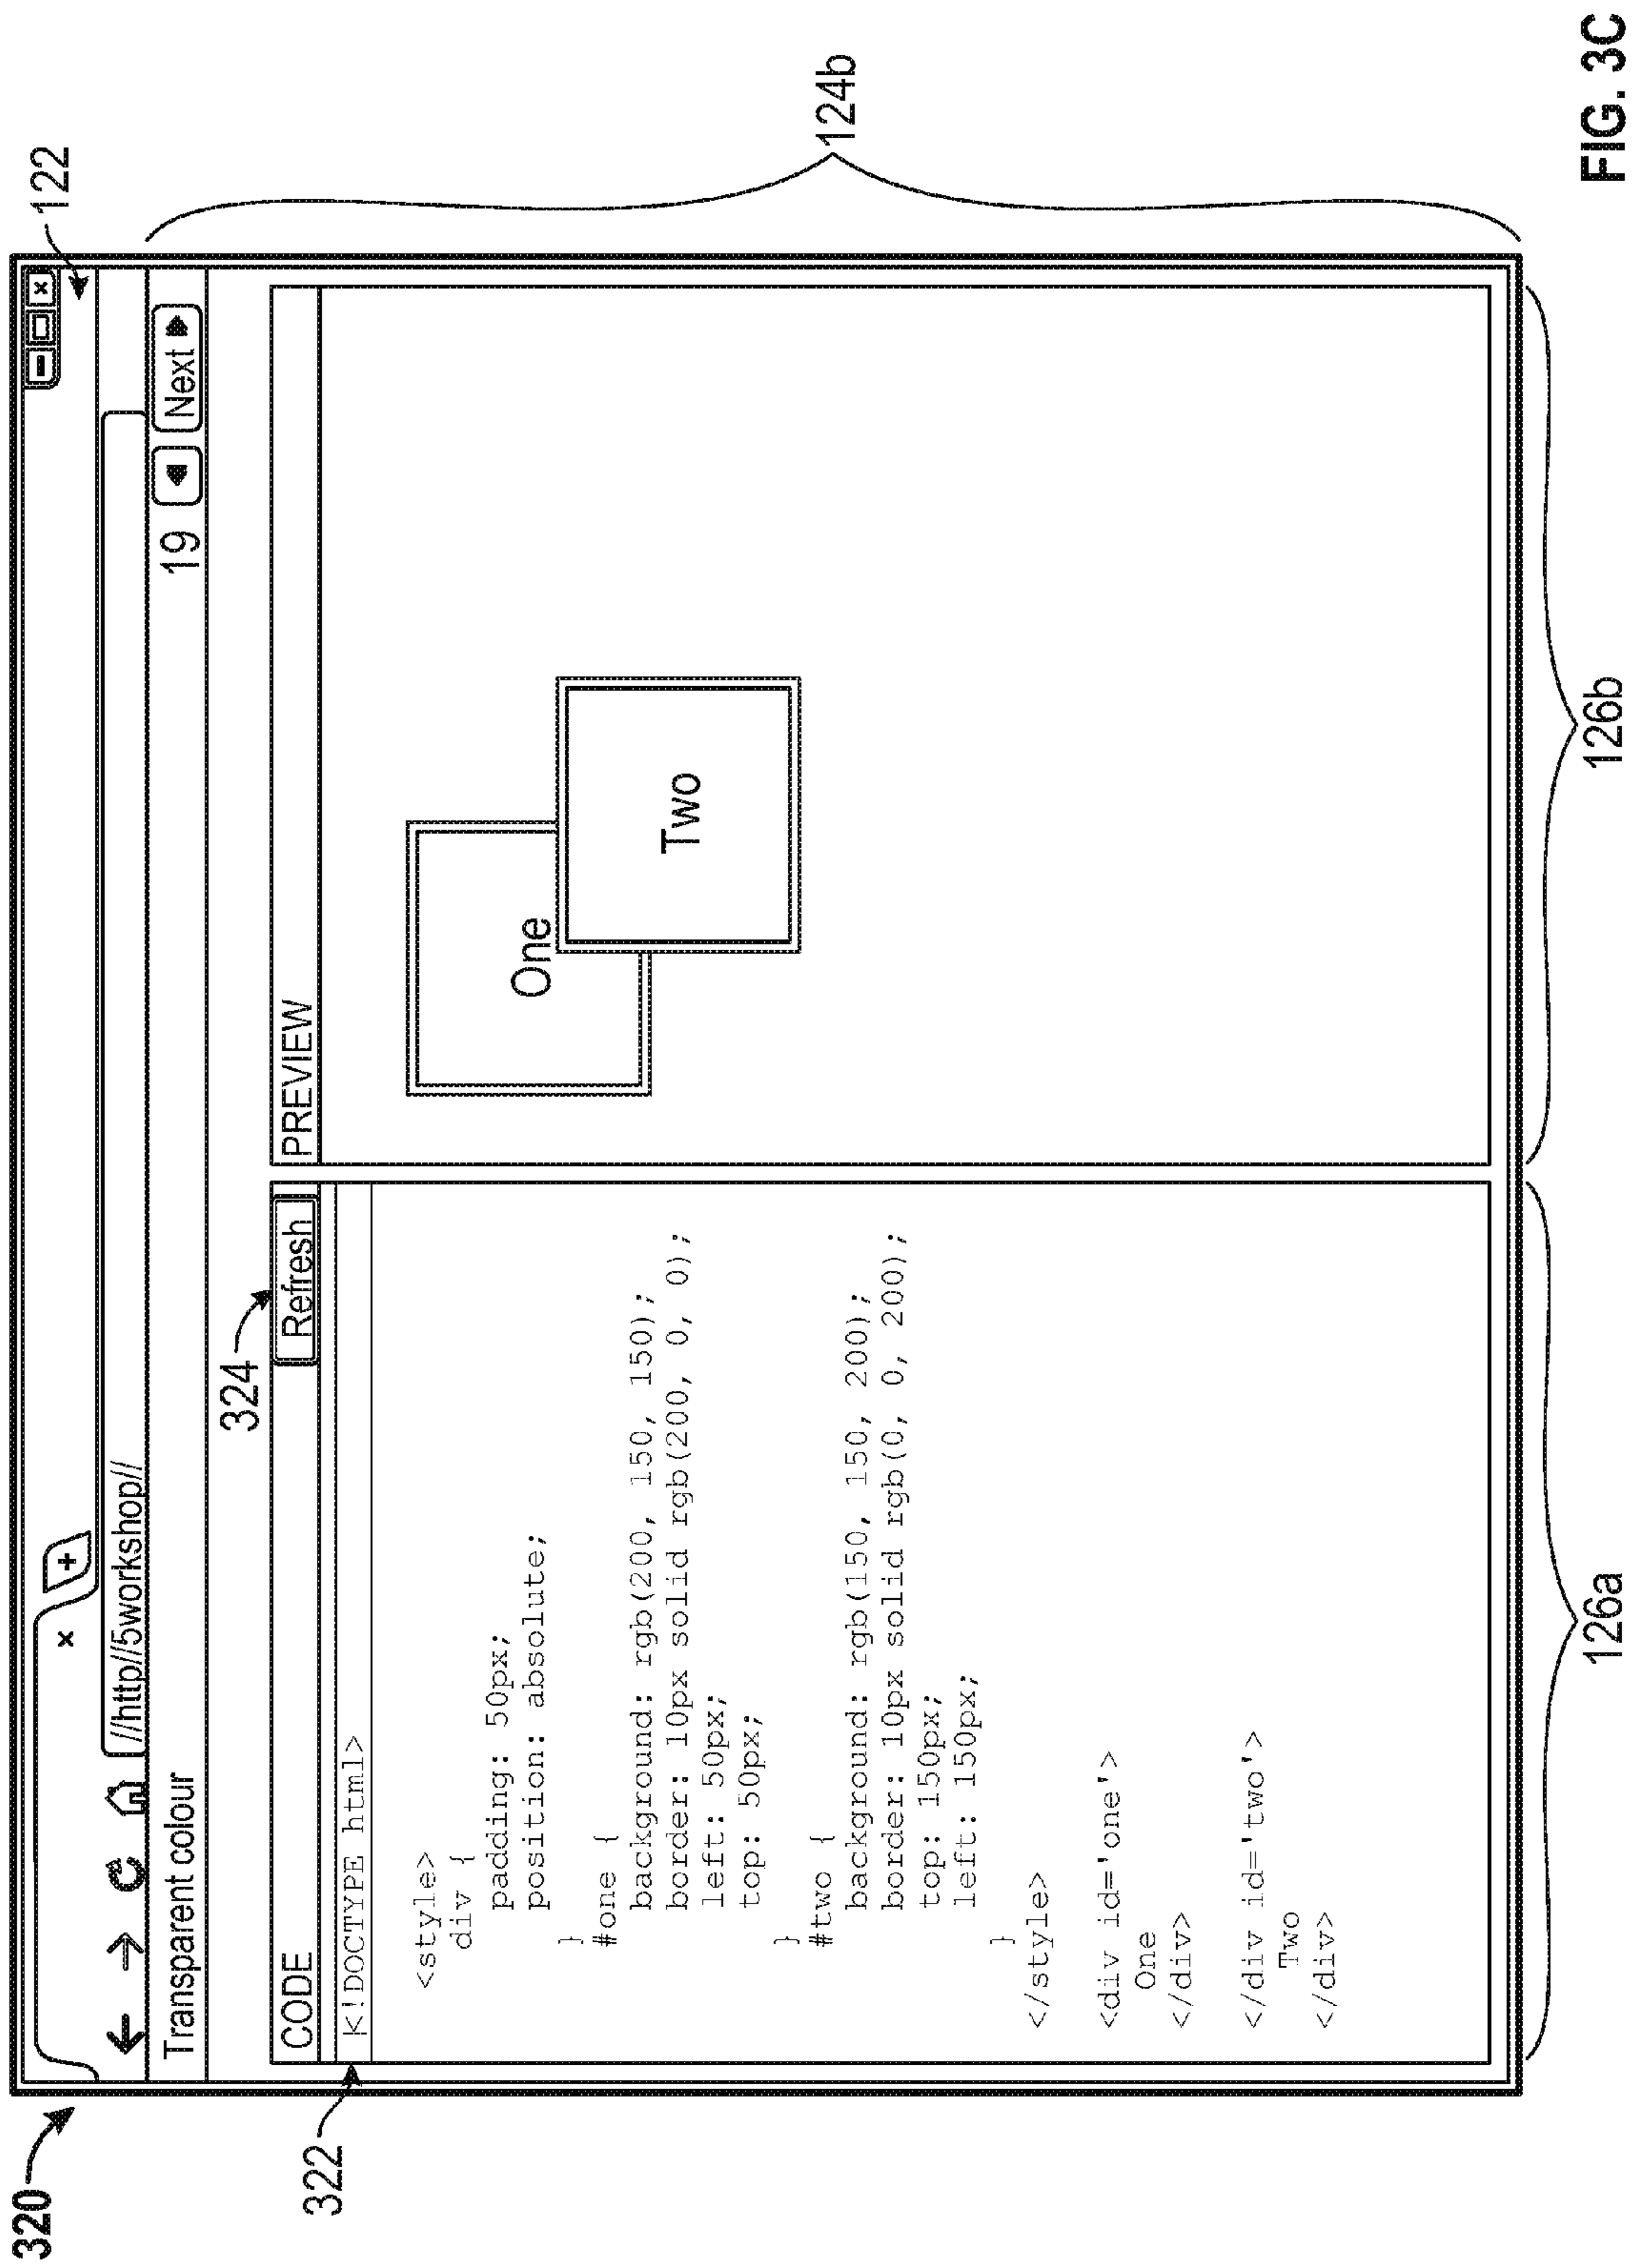 320
122
×
+
×
//http//5workshop//
Transparent colour
19
Next
124b
324
CODE
Refresh
PREVIEW
322
<!DOCTYPE html>
<style>
div {
padding: 50px;
position: absolute;
}
#one {
background: rgb(200, 150, 150);
border: 10px solid rgb(200, 0, 0);
left: 50px;
top: 50px;
}
#two {
background: rgb(150, 150, 200);
border: 10px solid rgb(0, 0, 200);
top: 150px;
left: 150px;
}
</style>
<div id='one'>
One
</div>
</div id='two'>
Two
</div>
One
Two
126a
126b
FIG. 3C